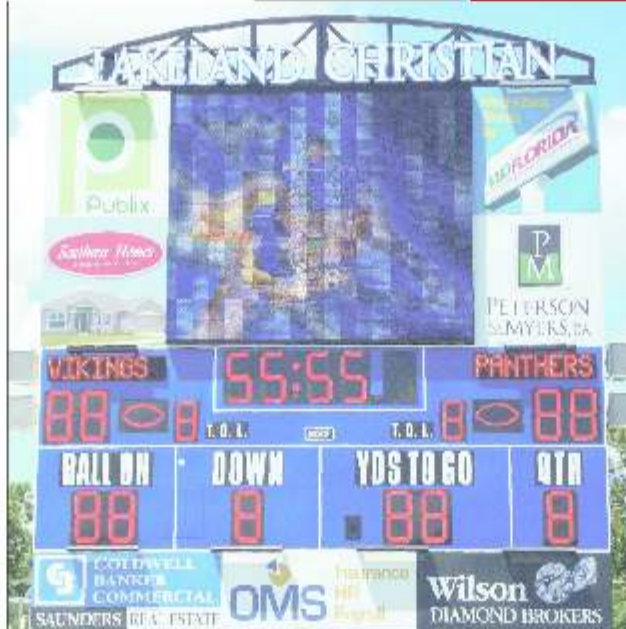 LAKELAND CHRISTIAN
Publix
MIDFLORIDA
Southern Homes
PM
PETERSON
& MYERS, P.A.
VIKINGS
55:55
PANTHERS
88 8 T.O.L. T.O.L. 8 88
BALL ON DOWN YDS TO GO QTR
88 8 88 8
COLDWELL
BANKER
COMMERCIAL
SAUNDERS REAL ESTATE
OMS
Insurance
HR
Payroll
Wilson
DIAMOND BROKERS